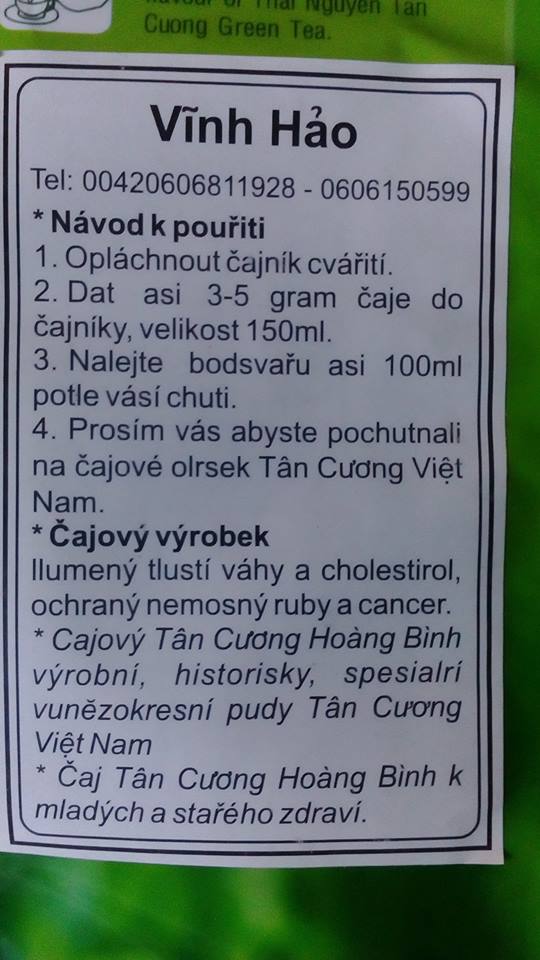 flavour of Thai Nguyen Tan
Cuong Green Tea.
Vĩnh Hảo
Tel: 00420606811928 - 0606150599
* Návod k pouřiti
1. Opláchnout čajník cvářití.
2. Dat asi 3-5 gram čaje do
čajníky, velikost 150ml.
3. Nalejte bodsvařu asi 100ml
potle vásí chuti.
4. Prosím vás abyste pochutnali
na čajové olrsek Tân Cương Việt
Nam.
* Čajový výrobek
Ilumený tlustí váhy a cholestirol,
ochraný nemosný ruby a cancer.
* Cajový Tân Cương Hoàng Bình
výrobní, historisky, spesialrí
vunězokresní pudy Tân Cương
Việt Nam
* Čaj Tân Cương Hoàng Bình k
mladých a stařého zdraví.